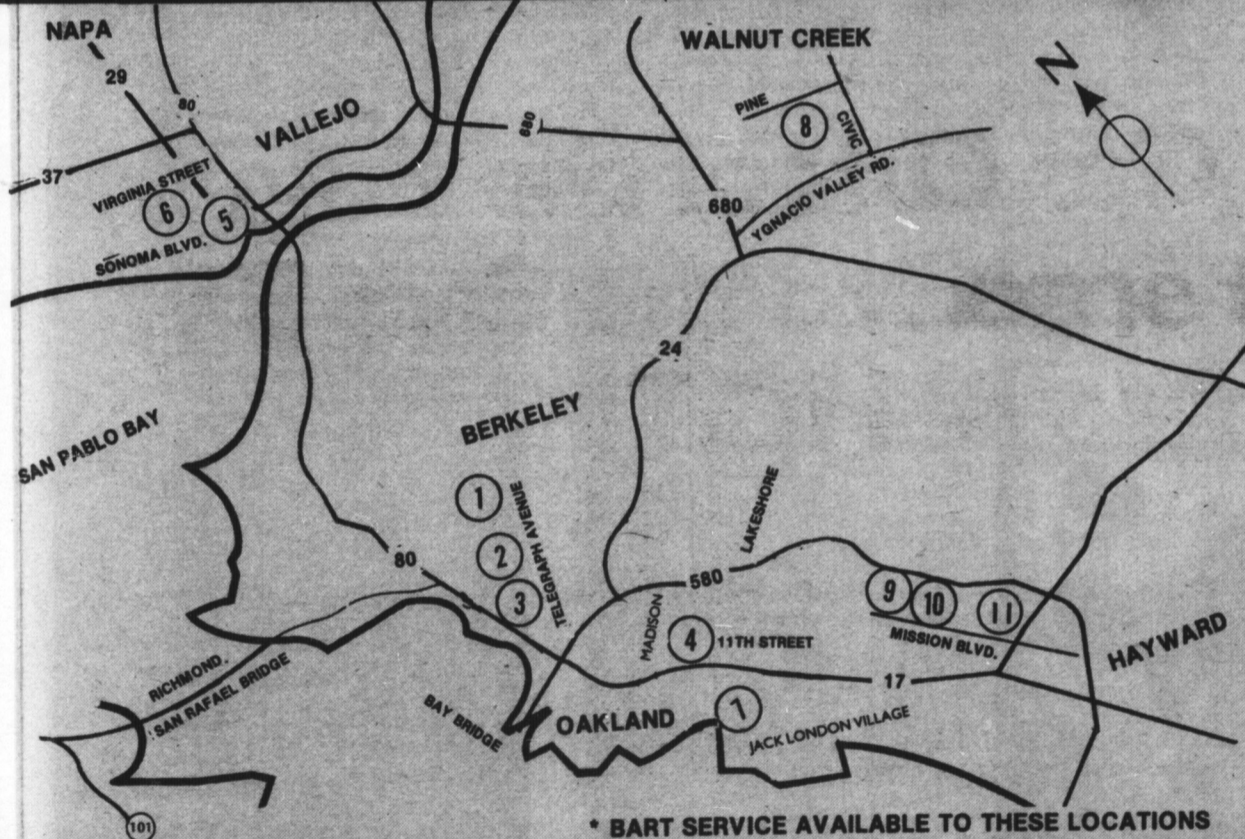 NAPA
29
80
VALLEJO
37
VIRGINIA STREET
6
5
SONOMA BLVD.
680
WALNUT CREEK
PINE
8
CIVIC
YGNACIO VALLEY RD.
680
N
24
SAN PABLO BAY
BERKELEY
1
TELEGRAPH AVENUE
2
3
80
LAKESHORE
580
MADISON
4
11TH STREET
9
10
11
MISSION BLVD.
HAYWARD
17
RICHMOND.
SAN RAFAEL BRIDGE
BAY BRIDGE
OAKLAND
7
JACK LONDON VILLAGE
101
* BART SERVICE AVAILABLE TO THESE LOCATIONS